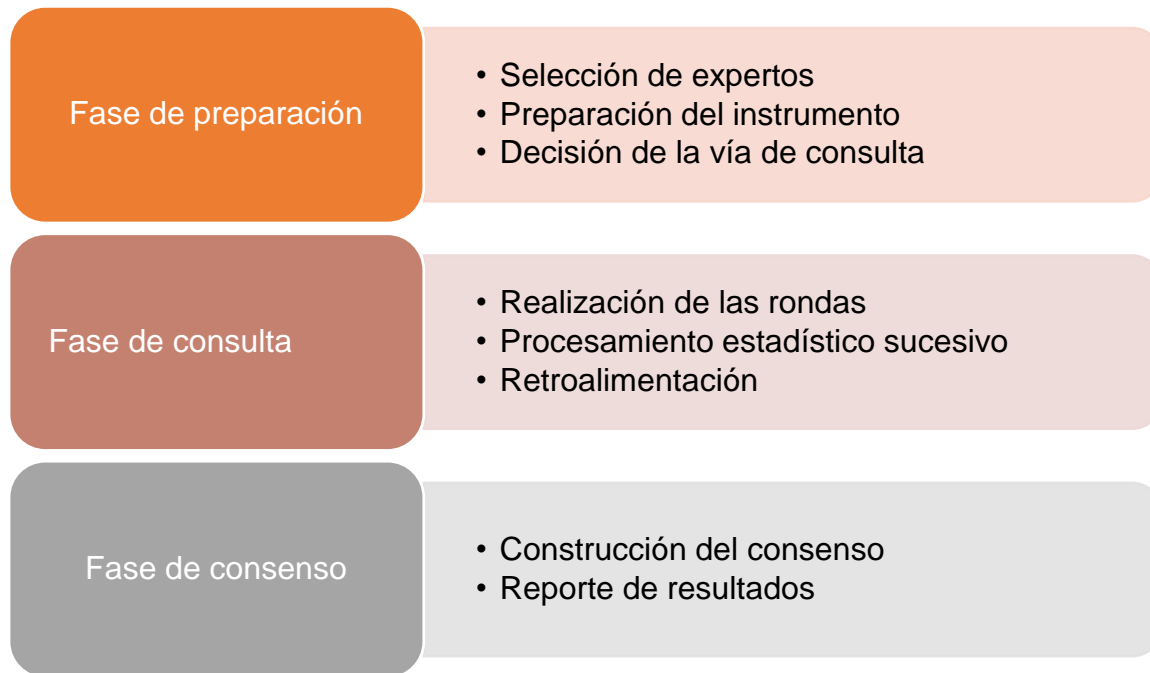 Fase de preparación
• Selección de expertos
• Preparación del instrumento
• Decisión de la vía de consulta
Fase de consulta
• Realización de las rondas
• Procesamiento estadístico sucesivo
• Retroalimentación
Fase de consenso
• Construcción del consenso
• Reporte de resultados